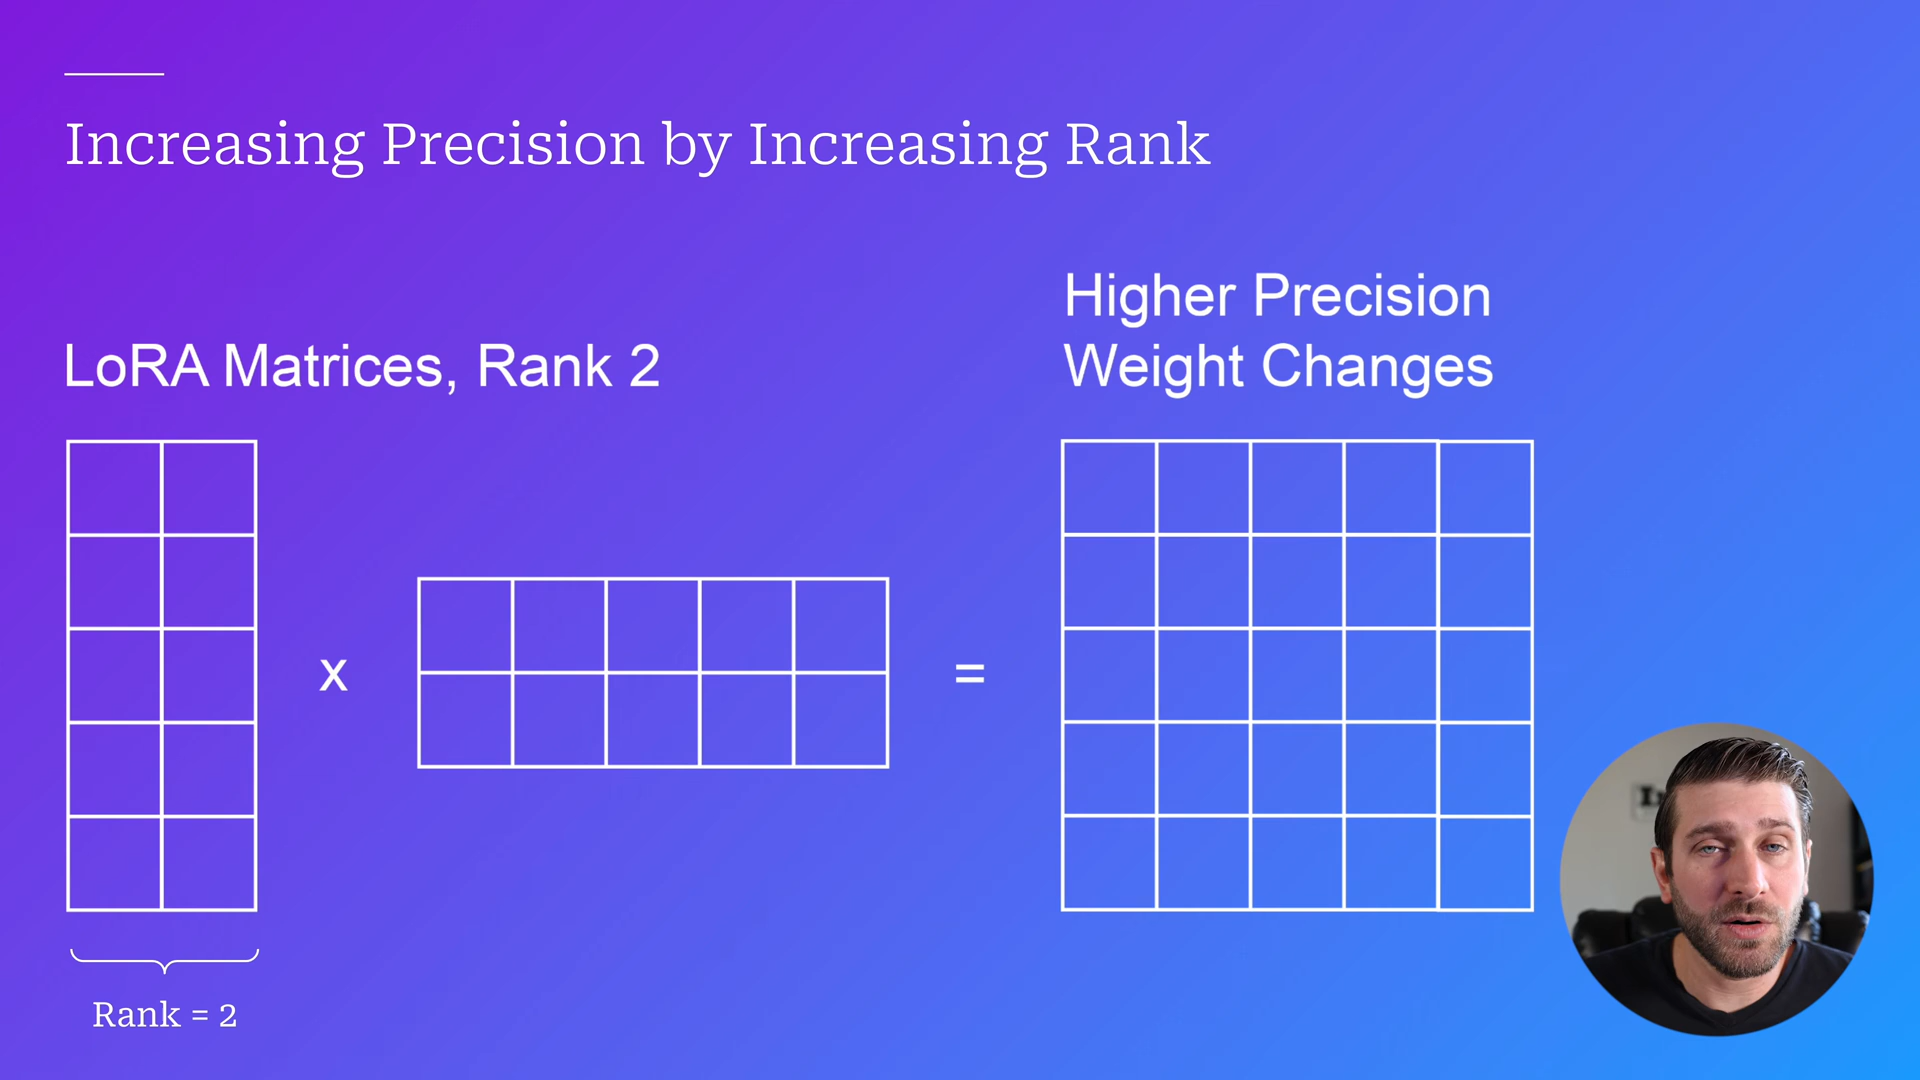 Increasing Precision by Increasing Rank
LoRA Matrices, Rank 2
Higher Precision
Weight Changes
x
=
Rank = 2